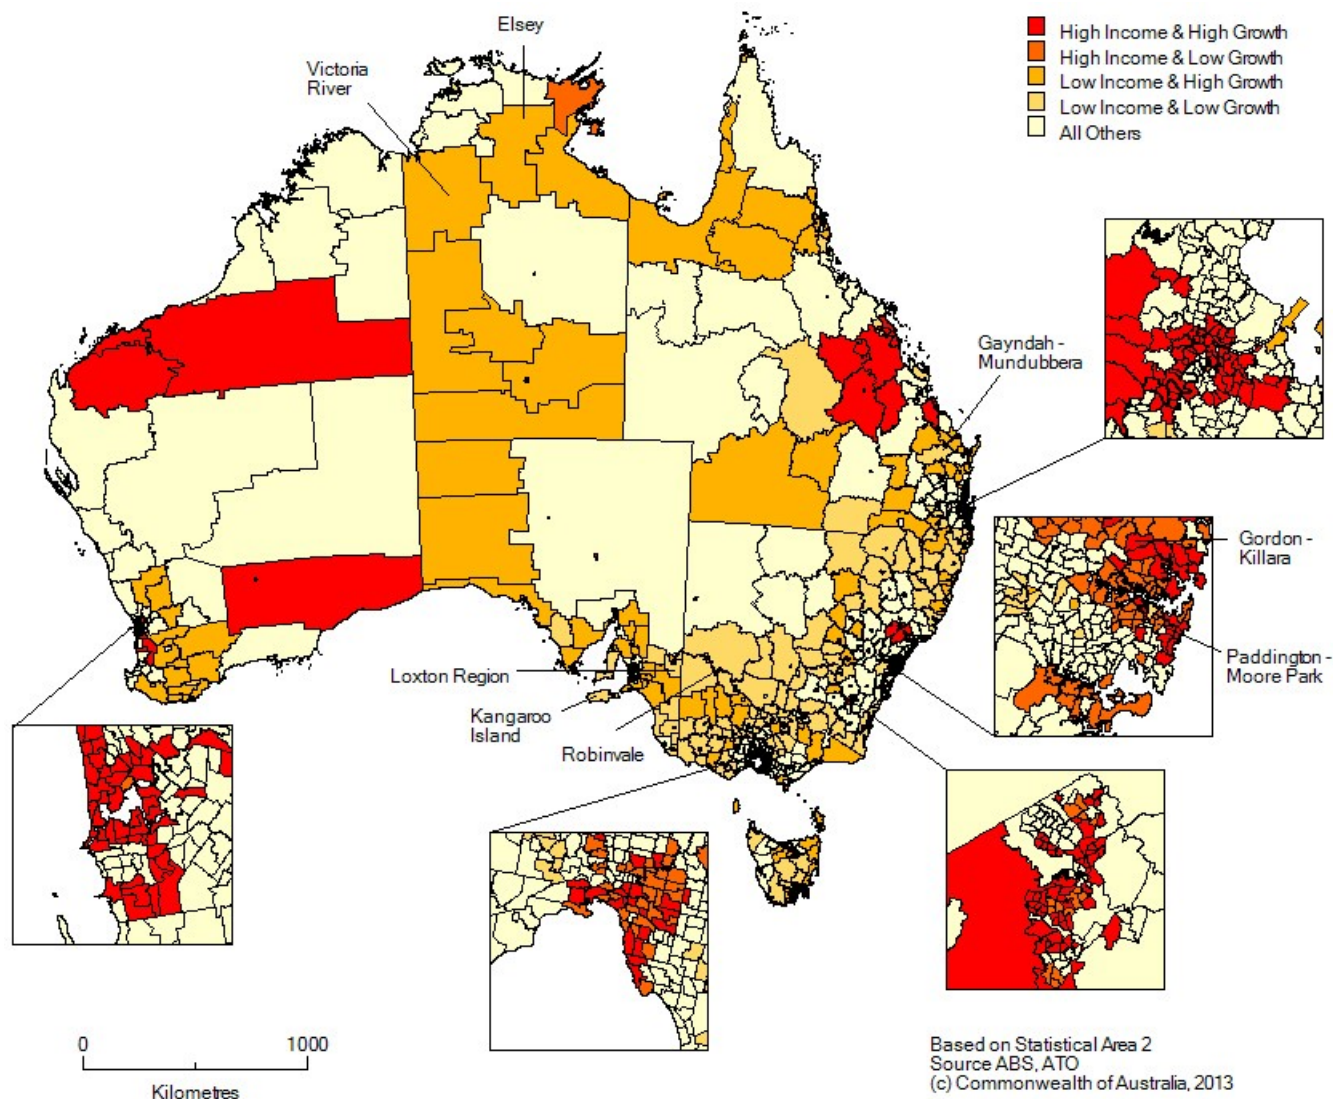 Elsey
Victoria
River
High Income & High Growth
High Income & Low Growth
Low Income & High Growth
Low Income & Low Growth
All Others
Gayndah -
Mundubbera
Gordon -
Killara
Paddington -
Moore Park
Loxton Region
Kangaroo
Island
Robinvale
0 1000
Kilometres
Based on Statistical Area 2
Source ABS, ATO
(c) Commonwealth of Australia, 2013